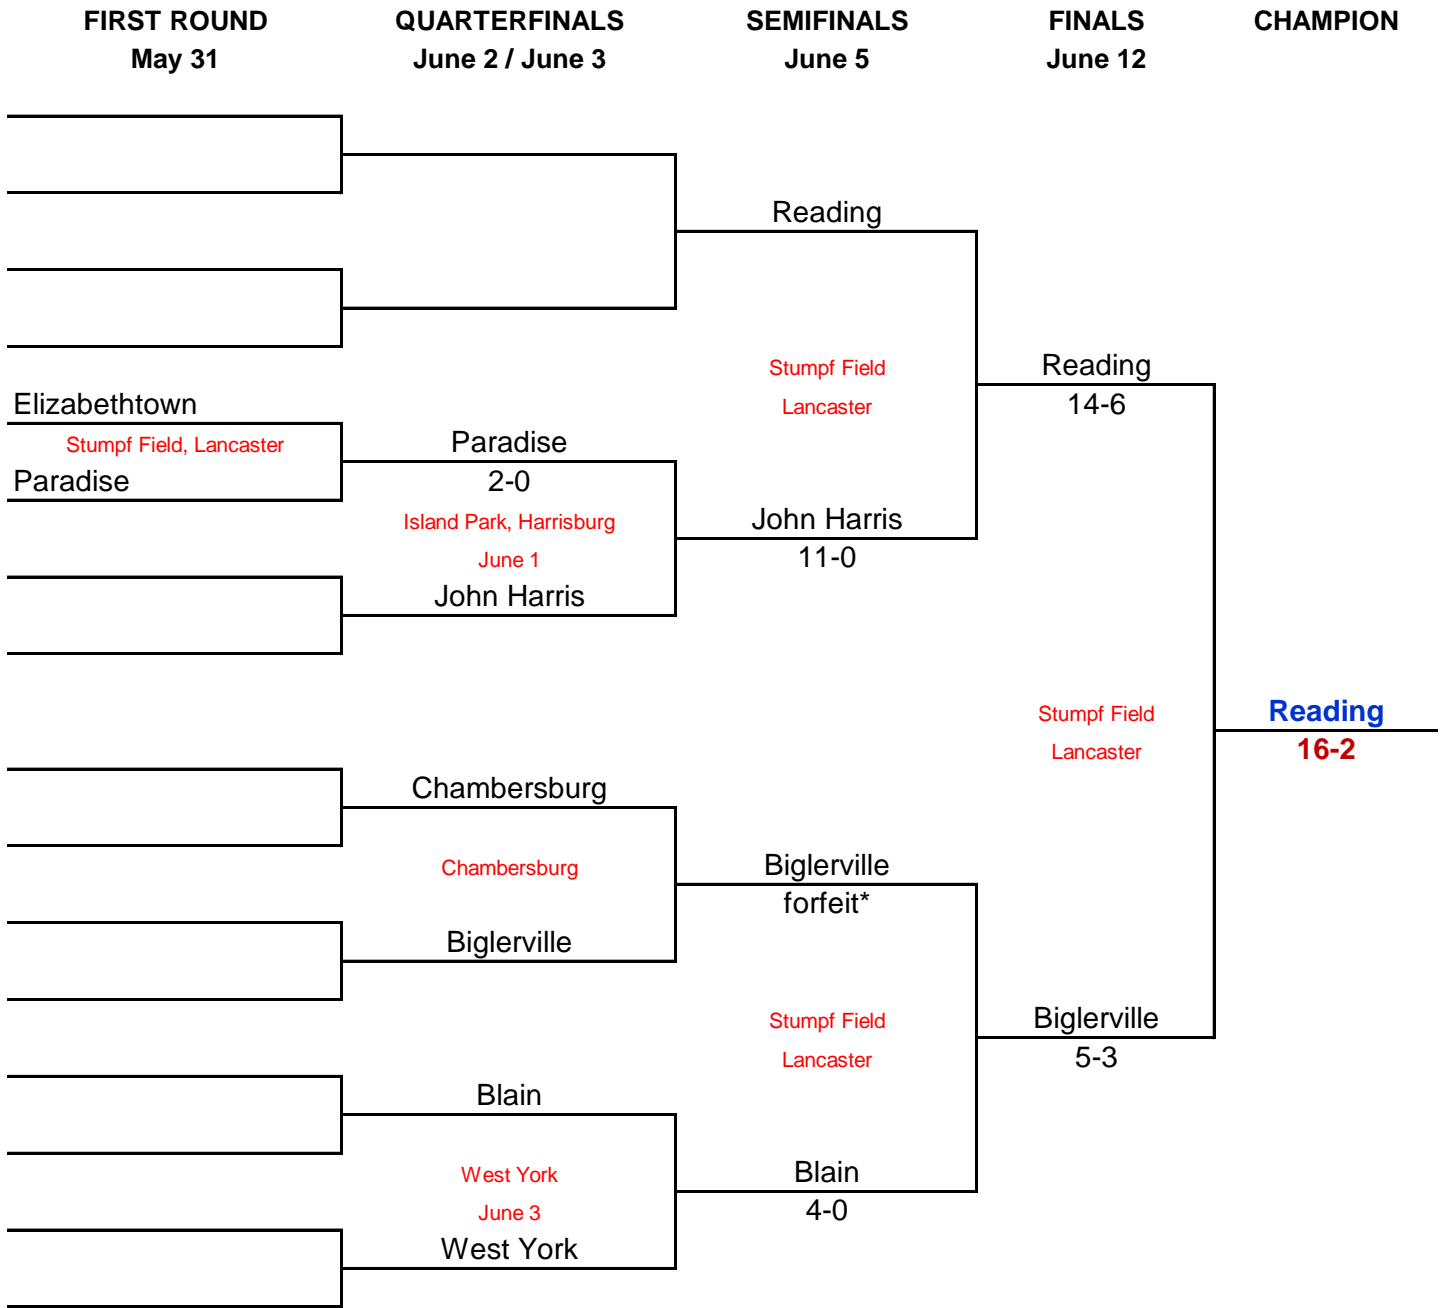 FIRST ROUND QUARTERFINALS SEMIFINALS FINALS CHAMPION
May 31 June 2 / June 3 June 5 June 12
Reading
Stumpf Field Reading
Elizabethtown Lancaster 14-6
Stumpf Field, Lancaster Paradise
Paradise 2-0
Island Park, Harrisburg John Harris
June 1 11-0
John Harris
Stumpf Field Reading
Lancaster 16-2
Chambersburg
Chambersburg Biglerville
forfeit*
Biglerville
Stumpf Field Biglerville
Lancaster 5-3
Blain
West York Blain
June 3 4-0
West York